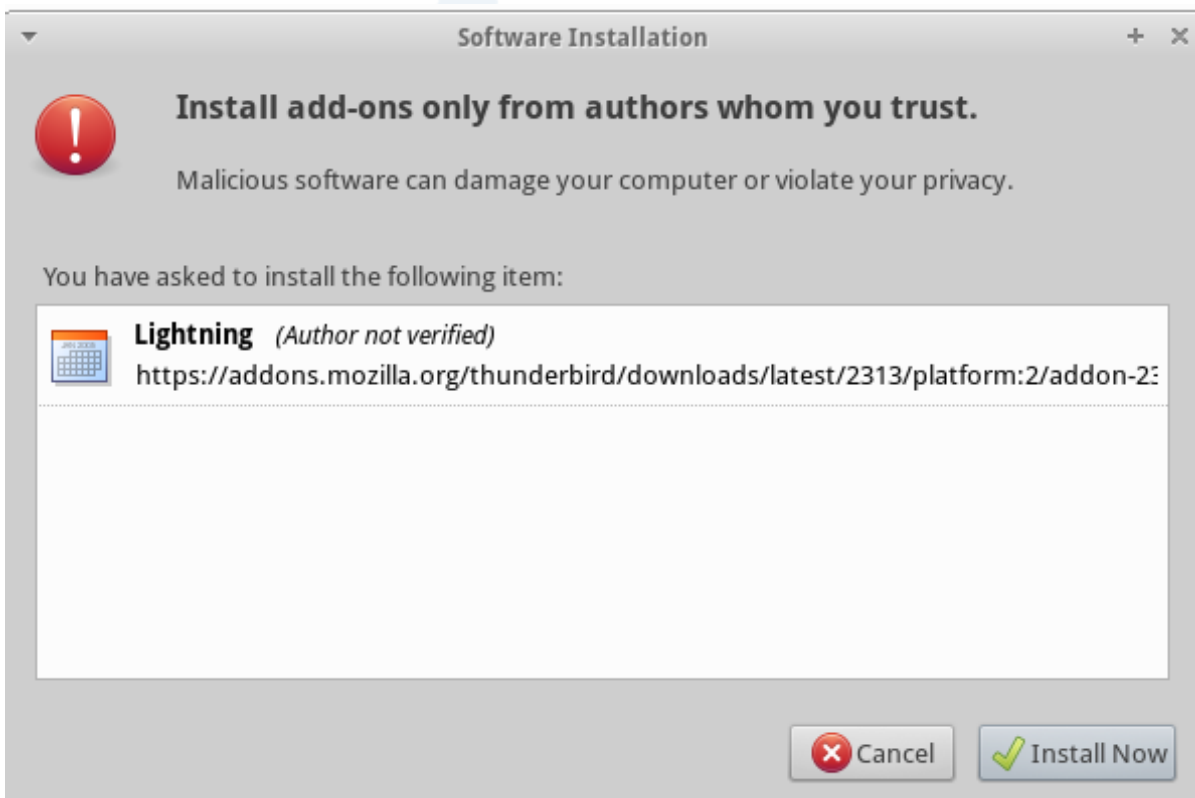 Software Installation
Install add-ons only from authors whom you trust.
Malicious software can damage your computer or violate your privacy.
You have asked to install the following item:
Lightning (Author not verified)
https://addons.mozilla.org/thunderbird/downloads/latest/2313/platform:2/addon-23
Cancel
Install Now